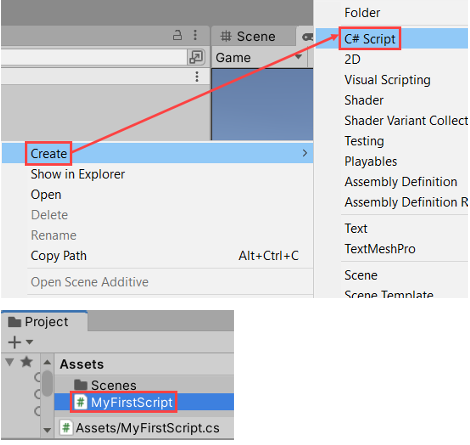 Scene
Game
Create
Show in Explorer
Open
Delete
Rename
Copy Path Alt+Ctrl+C
Open Scene Additive
Folder
C# Script
2D
Visual Scripting
Shader
Shader Variant Collect
Testing
Playables
Assembly Definition
Assembly Definition R
Text
TextMeshPro
Scene
Scene Template
Project
Assets
Scenes
MyFirstScript
Assets/MyFirstScript.cs